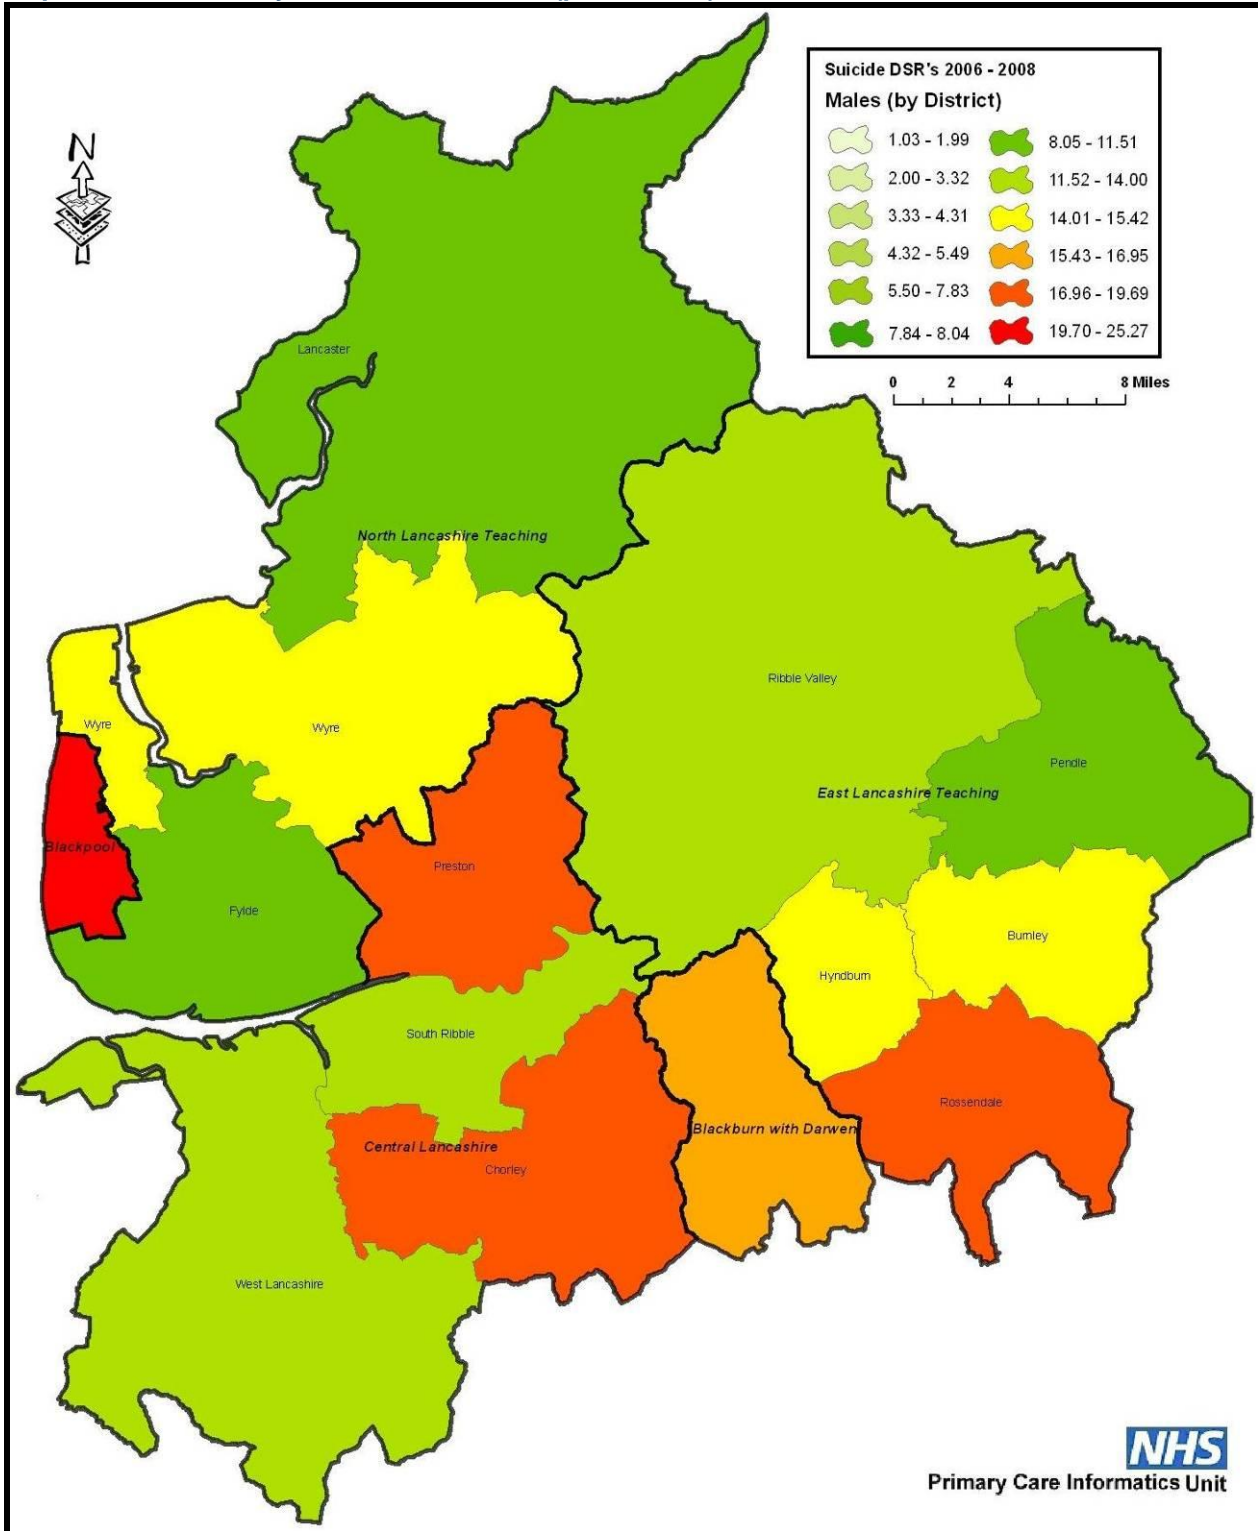 Suicide DSR's 2006 - 2008
Males (by District)
1.03 - 1.99
2.00 - 3.32
3.33 - 4.31
4.32 - 5.49
5.50 - 7.83
7.84 - 8.04
8.05 - 11.51
11.52 - 14.00
14.01 - 15.42
15.43 - 16.95
16.96 - 19.69
19.70 - 25.27
N
0 2 4 8 Miles
Lancaster
North Lancashire Teaching
Ribble Valley
Wyre
Wyre
Pendle
East Lancashire Teaching
Blackpool
Preston
Fylde
Burnley
Hyndburn
South Ribble
Rossendale
Blackburn with Darwen
Central Lancashire
Chorley
West Lancashire
NHS
Primary Care Informatics Unit